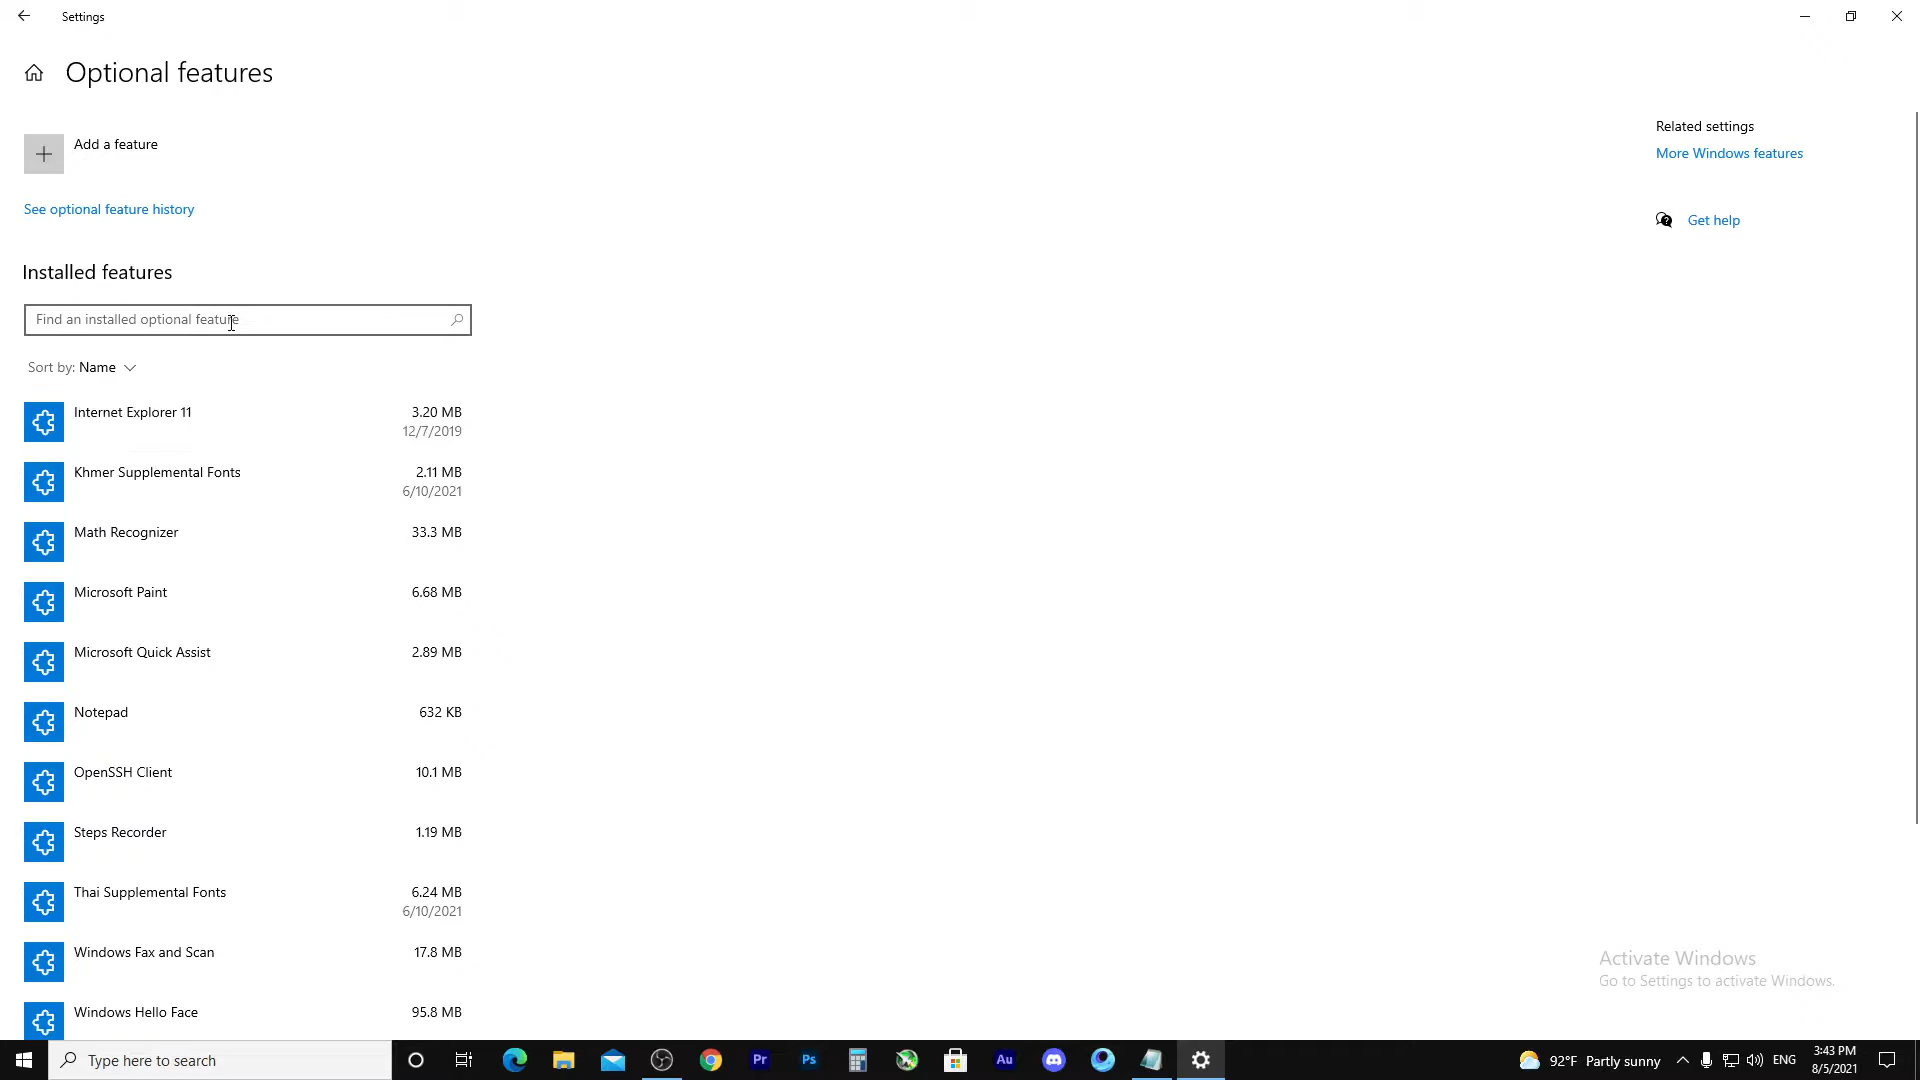 Settings
Optional features
Add a feature
See optional feature history
Installed features
Find an installed optional feature
Sort by: Name
Internet Explorer 11 3.20 MB
12/7/2019
Khmer Supplemental Fonts 2.11 MB
6/10/2021
Math Recognizer 33.3 MB
Microsoft Paint 6.68 MB
Microsoft Quick Assist 2.89 MB
Notepad 632 KB
OpenSSH Client 10.1 MB
Steps Recorder 1.19 MB
Thai Supplemental Fonts 6.24 MB
6/10/2021
Windows Fax and Scan 17.8 MB
Windows Hello Face 95.8 MB
Related settings
More Windows features
Get help
Activate Windows
Go to Settings to activate Windows.
Type here to search
Pr
Ps
Au
92°F Partly sunny
ENG
3:43 PM
8/5/2021